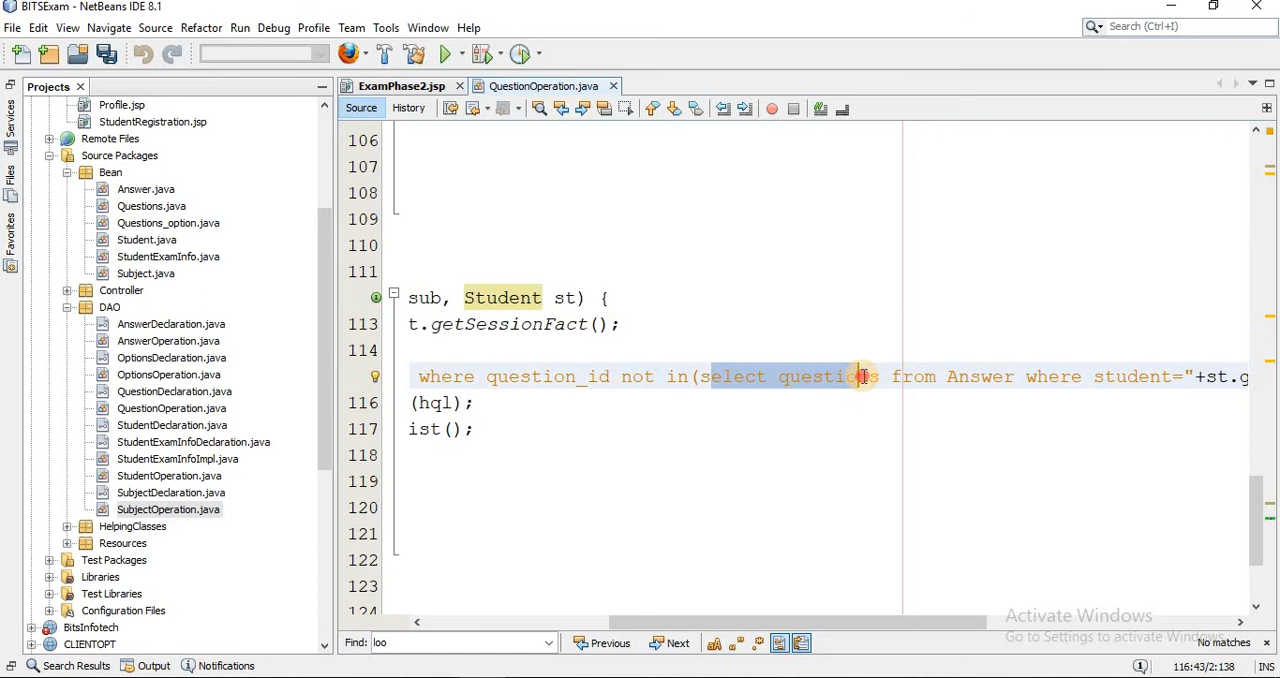 BITSExam - NetBeans IDE 8.1
File Edit View Navigate Source Refactor Run Debug Profile Team Tools Window Help
Search (Ctrl+I)
Projects
ExamPhase2.jsp
QuestionOperation.java
Source
History
Services
Files
Favorites
Profile.jsp
StudentRegistration.jsp
Remote Files
Source Packages
Bean
Answer.java
Questions.java
Questions_option.java
Student.java
StudentExamInfo.java
Subject.java
Controller
DAO
AnswerDeclaration.java
AnswerOperation.java
OptionsDeclaration.java
OptionsOperation.java
QuestionDeclaration.java
QuestionOperation.java
StudentDeclaration.java
StudentExamInfoDeclaration.java
StudentExamInfoImpl.java
StudentOperation.java
SubjectDeclaration.java
SubjectOperation.java
HelpingClasses
Resources
Test Packages
Libraries
Test Libraries
Configuration Files
BitsInfotech
CLIENTOPT
106
107
108
109
110
111
sub, Student st) {
113 t.getSessionFact();
114
where question_id not in(select questions from Answer where student="+st.g
116 (hql);
117 ist();
118
119
120
121
122
123
124
Activate Windows
Go to Settings to activate Windows.
Find: loo
Previous
Next
No matches
Search Results
Output
Notifications
116:43/2:138
INS